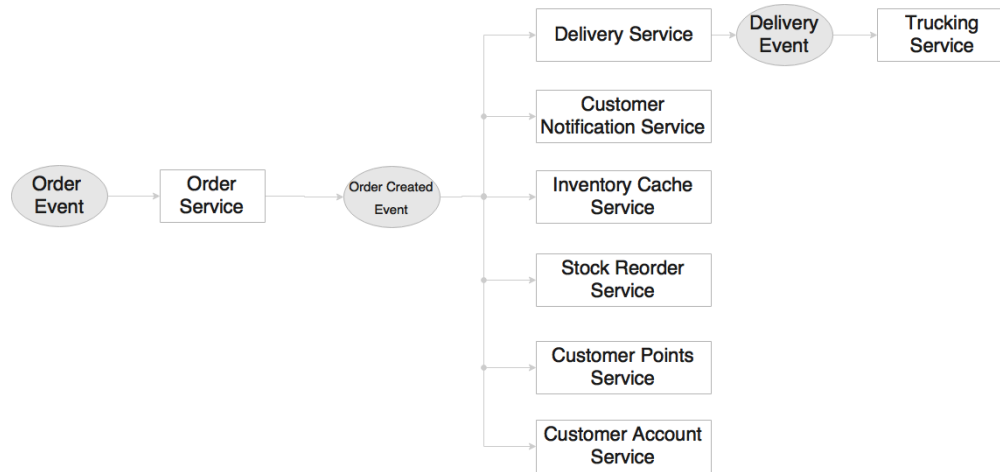 Order
Event
Order
Service
Order Created
Event
Delivery Service
Delivery
Event
Trucking
Service
Customer
Notification Service
Inventory Cache
Service
Stock Reorder
Service
Customer Points
Service
Customer Account
Service